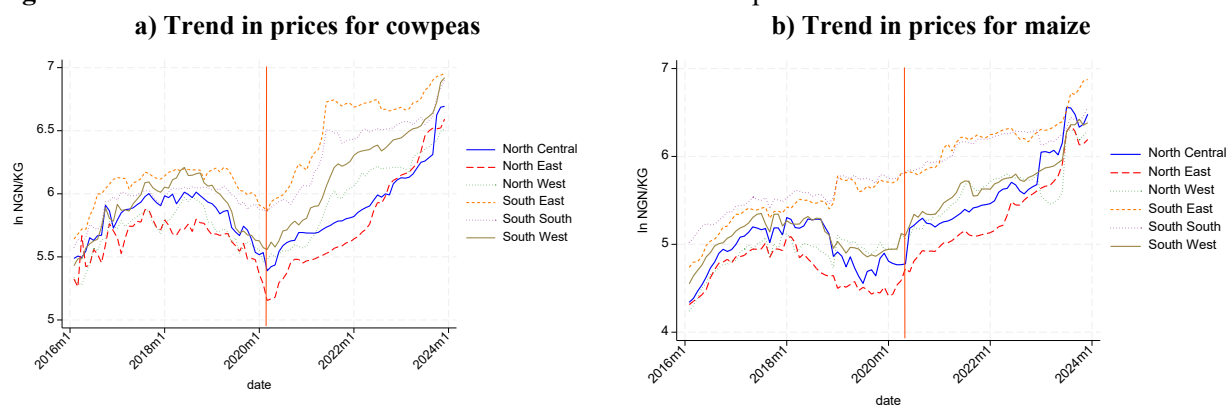 a) Trend in prices for cowpeas
7
6.5
6
5.5
5
ln NGN/KG
2016m1
2018m1
2020m1
2022m1
2024m1
date
North Central
North East
North West
South East
South South
South West
b) Trend in prices for maize
7
6
5
4
ln NGN/KG
2016m1
2018m1
2020m1
2022m1
2024m1
date
North Central
North East
North West
South East
South South
South West